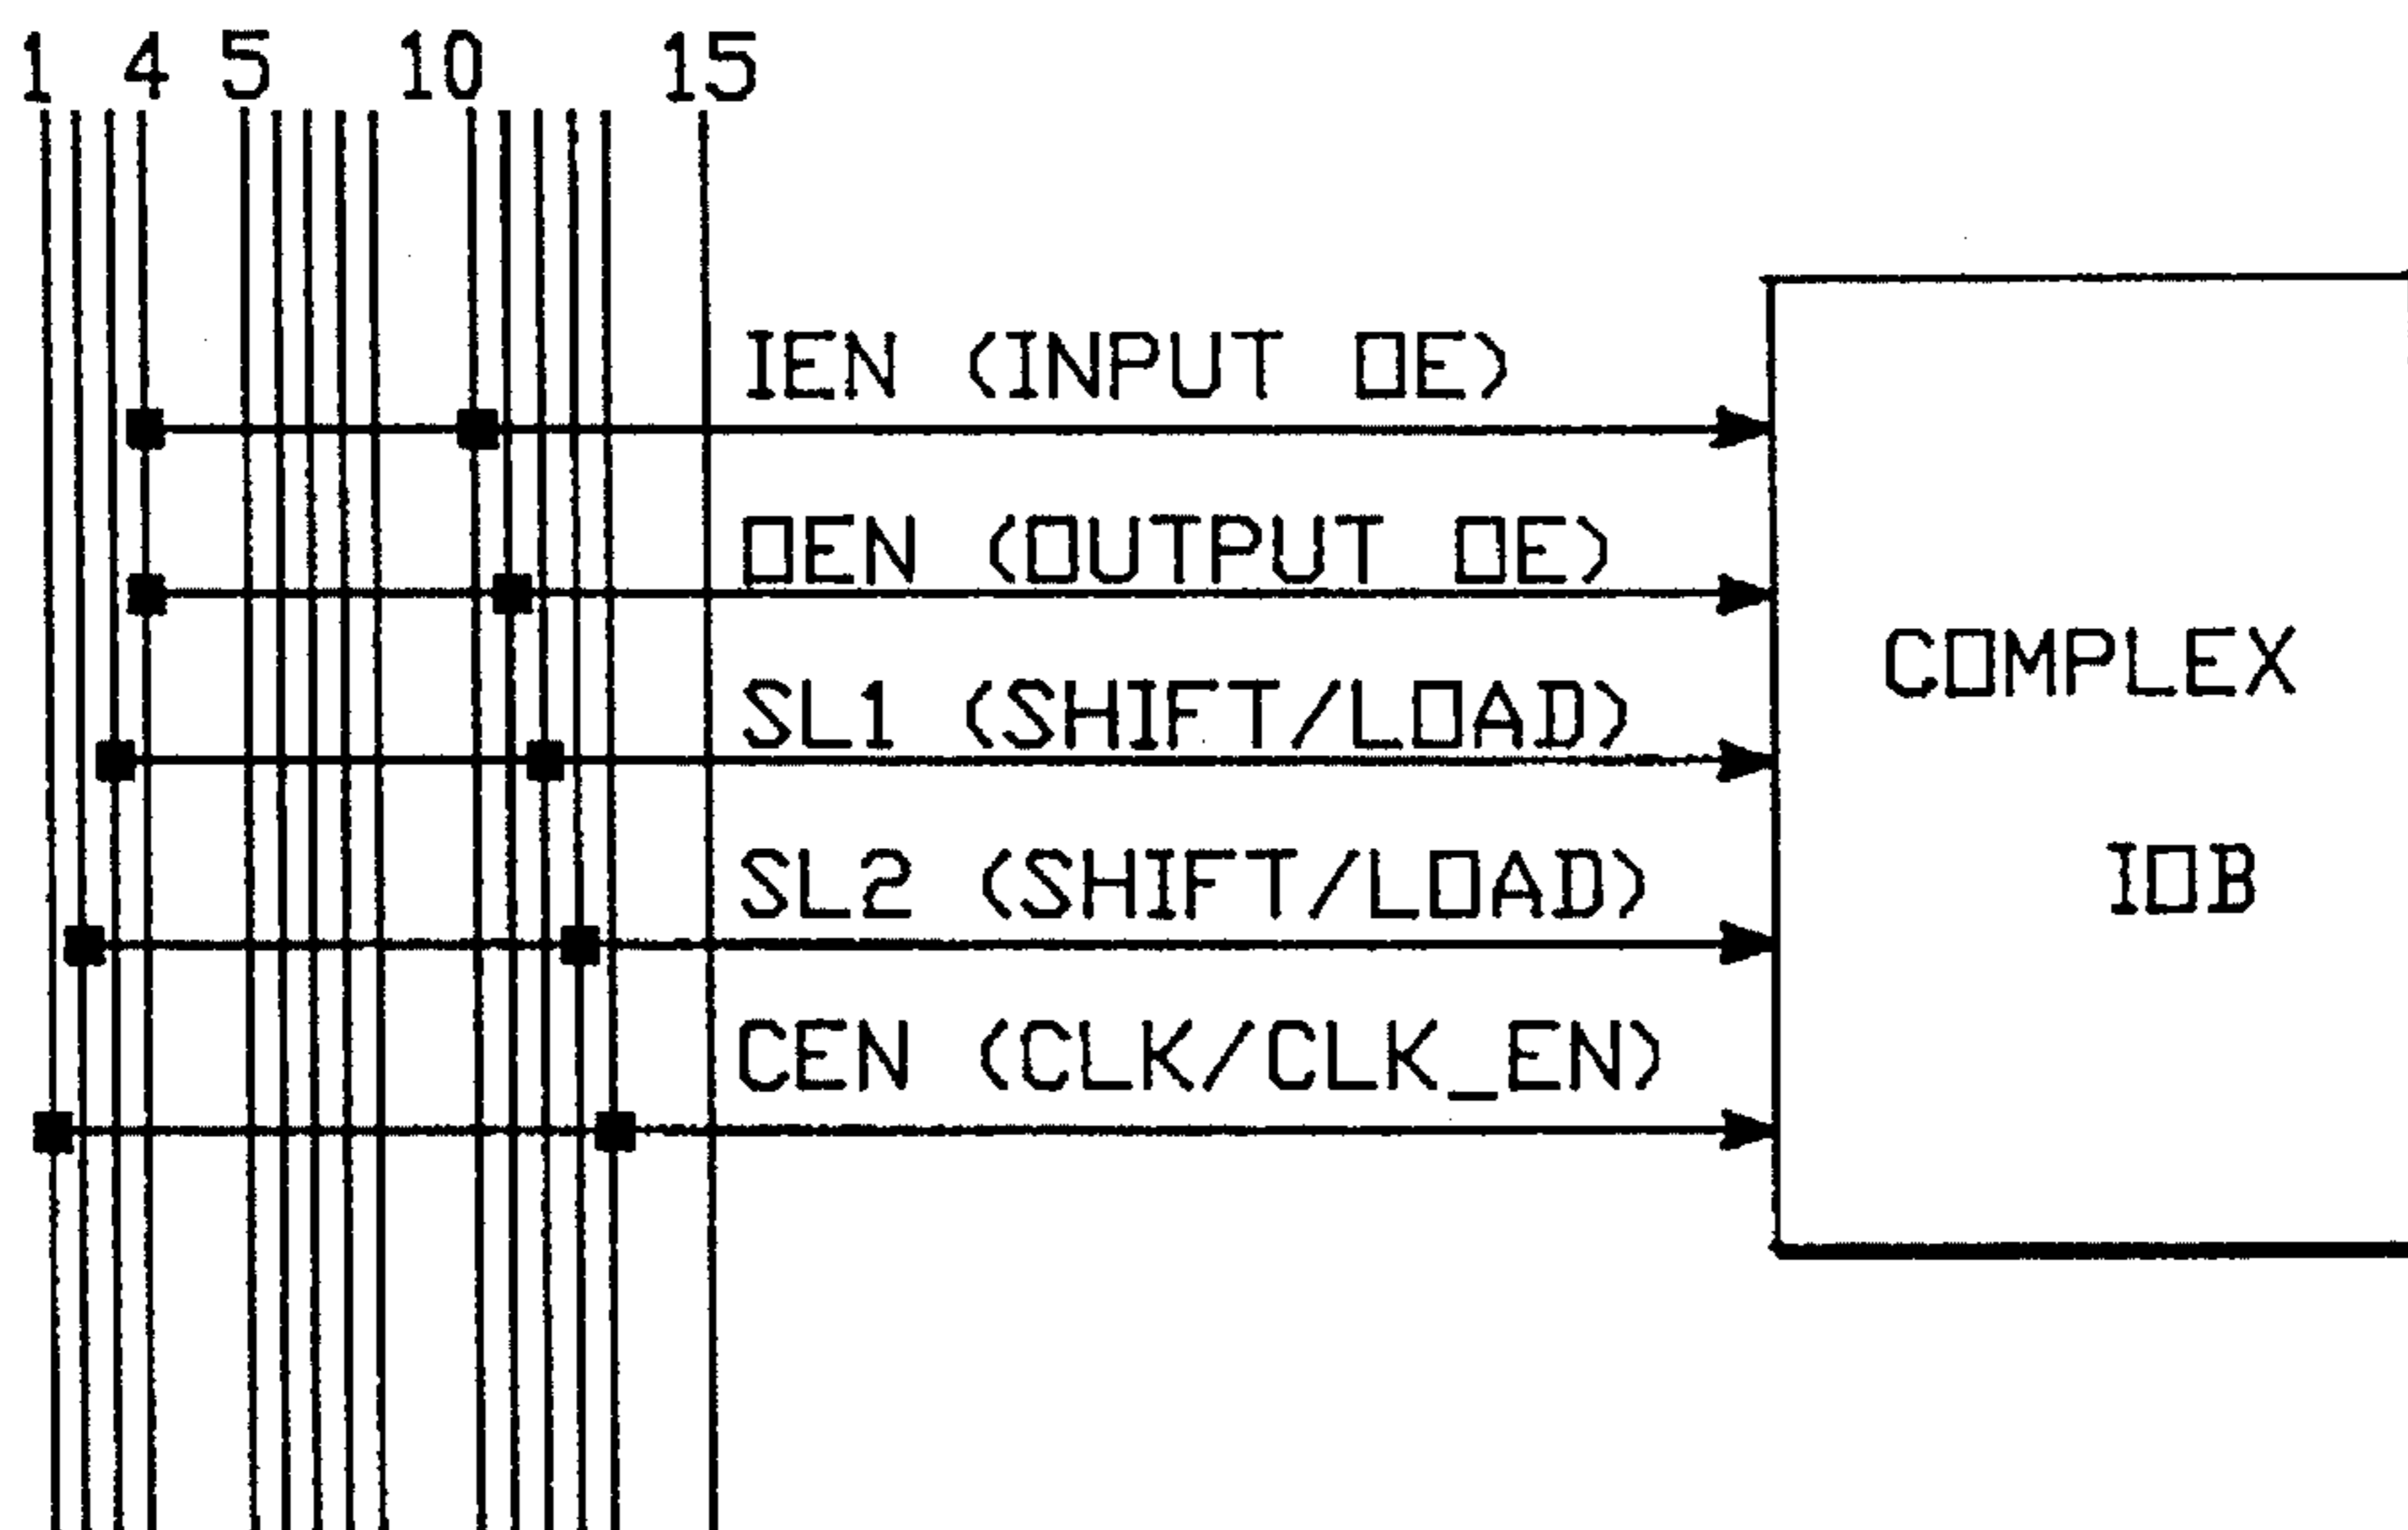 1 4 5 10 15
IEN (INPUT OE)
OEN (OUTPUT OE)
SL1 (SHIFT/LOAD)
SL2 (SHIFT/LOAD)
CEN (CLK/CLK_EN)
COMPLEX
IOB